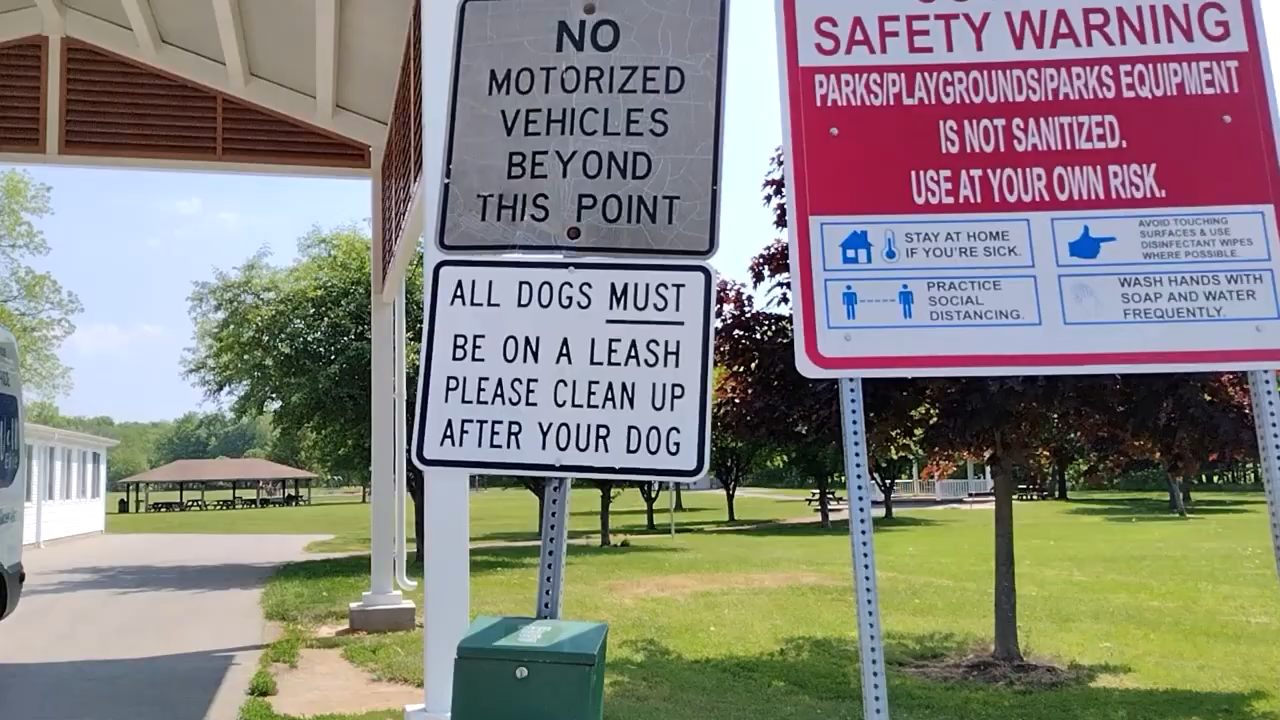 NO
MOTORIZED
VEHICLES
BEYOND
THIS POINT
ALL DOGS MUST
BE ON A LEASH
PLEASE CLEAN UP
AFTER YOUR DOG
SAFETY WARNING
PARKS/PLAYGROUNDS/PARKS EQUIPMENT
IS NOT SANITIZED.
USE AT YOUR OWN RISK.
STAY AT HOME
IF YOU'RE SICK.
AVOID TOUCHING
SURFACES & USE
DISINFECTANT WIPES
WHERE POSSIBLE.
PRACTICE
SOCIAL
DISTANCING.
WASH HANDS WITH
SOAP AND WATER
FREQUENTLY.